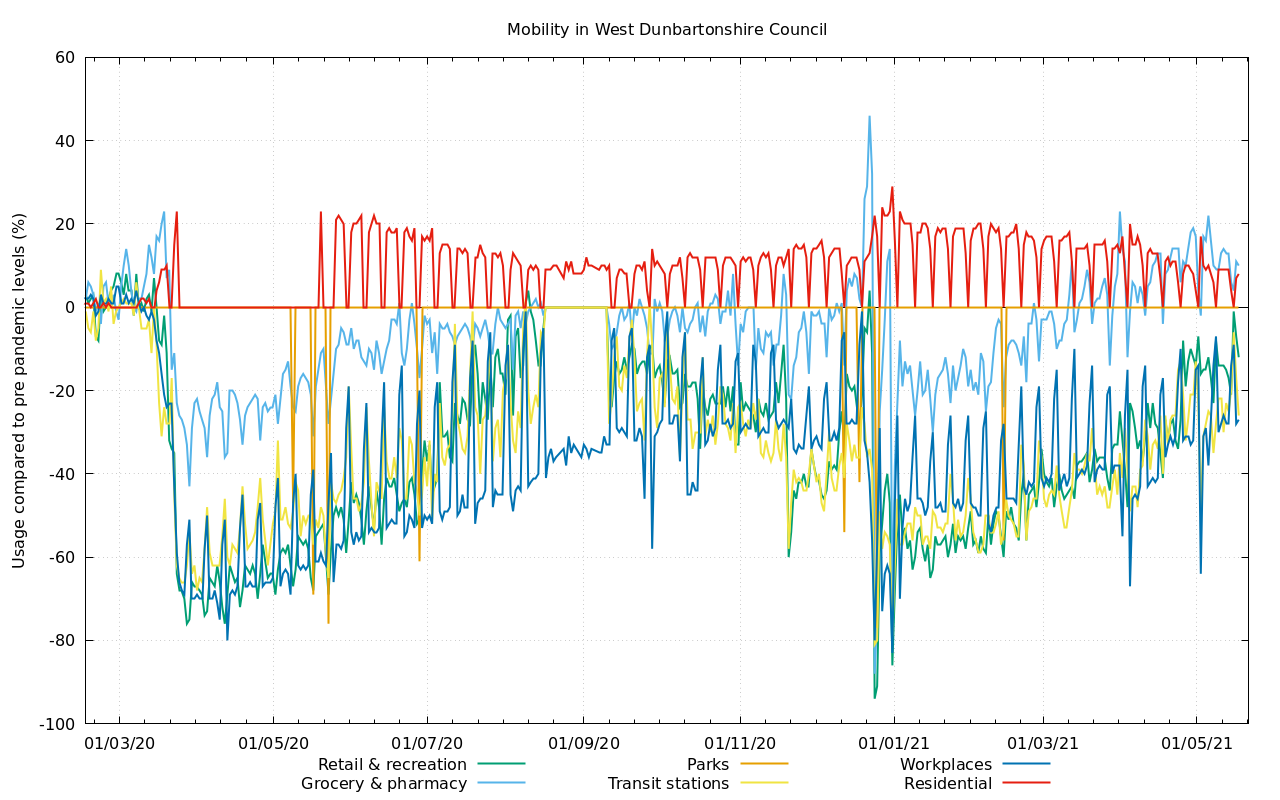 Mobility in West Dunbartonshire Council
Usage compared to pre pandemic levels (%)
60
40
20
0
-20
-40
-60
-80
-100
01/03/20 01/05/20 01/07/20 01/09/20 01/11/20 01/01/21 01/03/21 01/05/21
Retail & recreation Parks Workplaces
Grocery & pharmacy Transit stations Residential